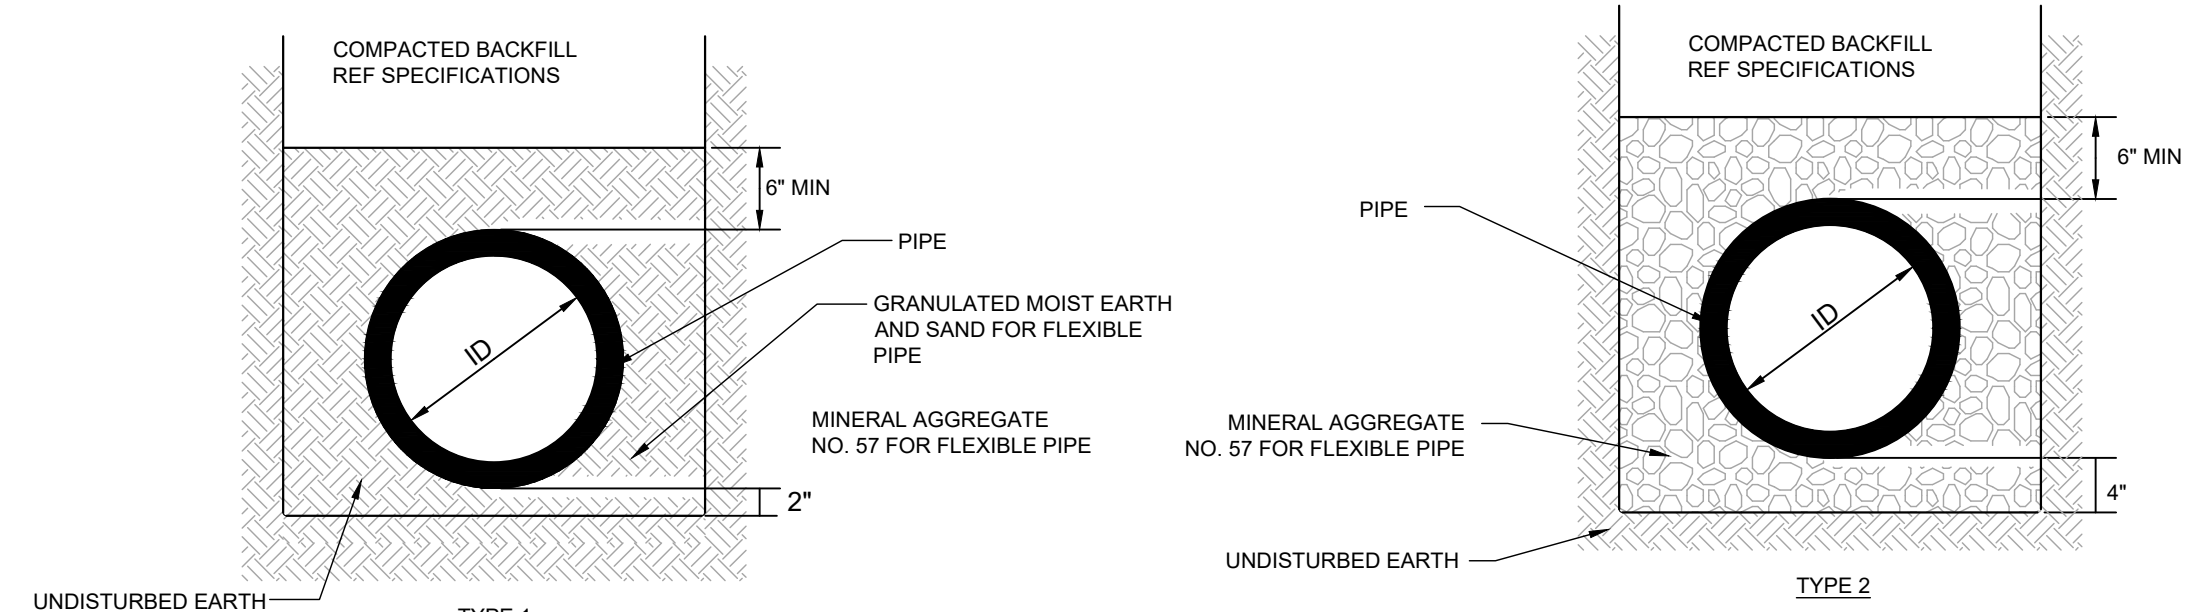 COMPACTED BACKFILL
REF SPECIFICATIONS
6" MIN
PIPE
GRANULATED MOIST EARTH
AND SAND FOR FLEXIBLE
PIPE
ID
MINERAL AGGREGATE
NO. 57 FOR FLEXIBLE PIPE
2"
UNDISTURBED EARTH
TYPE 1
COMPACTED BACKFILL
REF SPECIFICATIONS
6" MIN
PIPE
ID
MINERAL AGGREGATE
NO. 57 FOR FLEXIBLE PIPE
4"
UNDISTURBED EARTH
TYPE 2